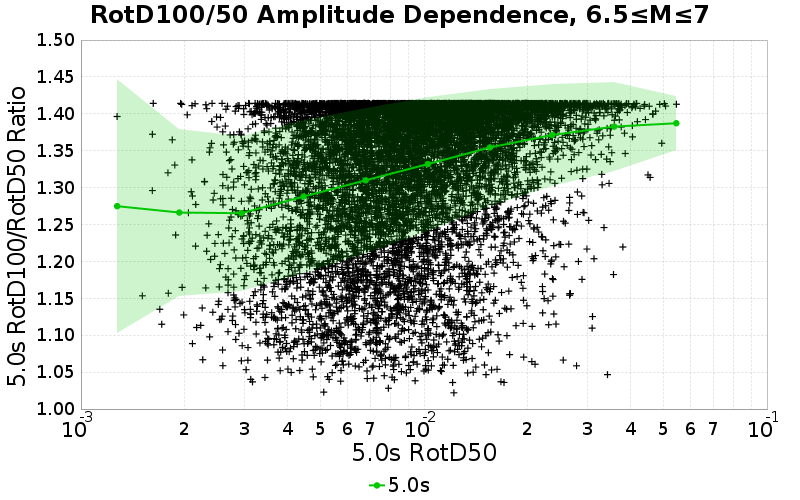 RotD100/50 Amplitude Dependence, 6.5≤M≤7
5.0s RotD100/RotD50 Ratio
1.50
1.45
1.40
1.35
1.30
1.25
1.20
1.15
1.10
1.05
1.00
10-3 2 3 4 5 6 7 10-2 2 3 4 5 6 7 10-1
5.0s RotD50
5.0s